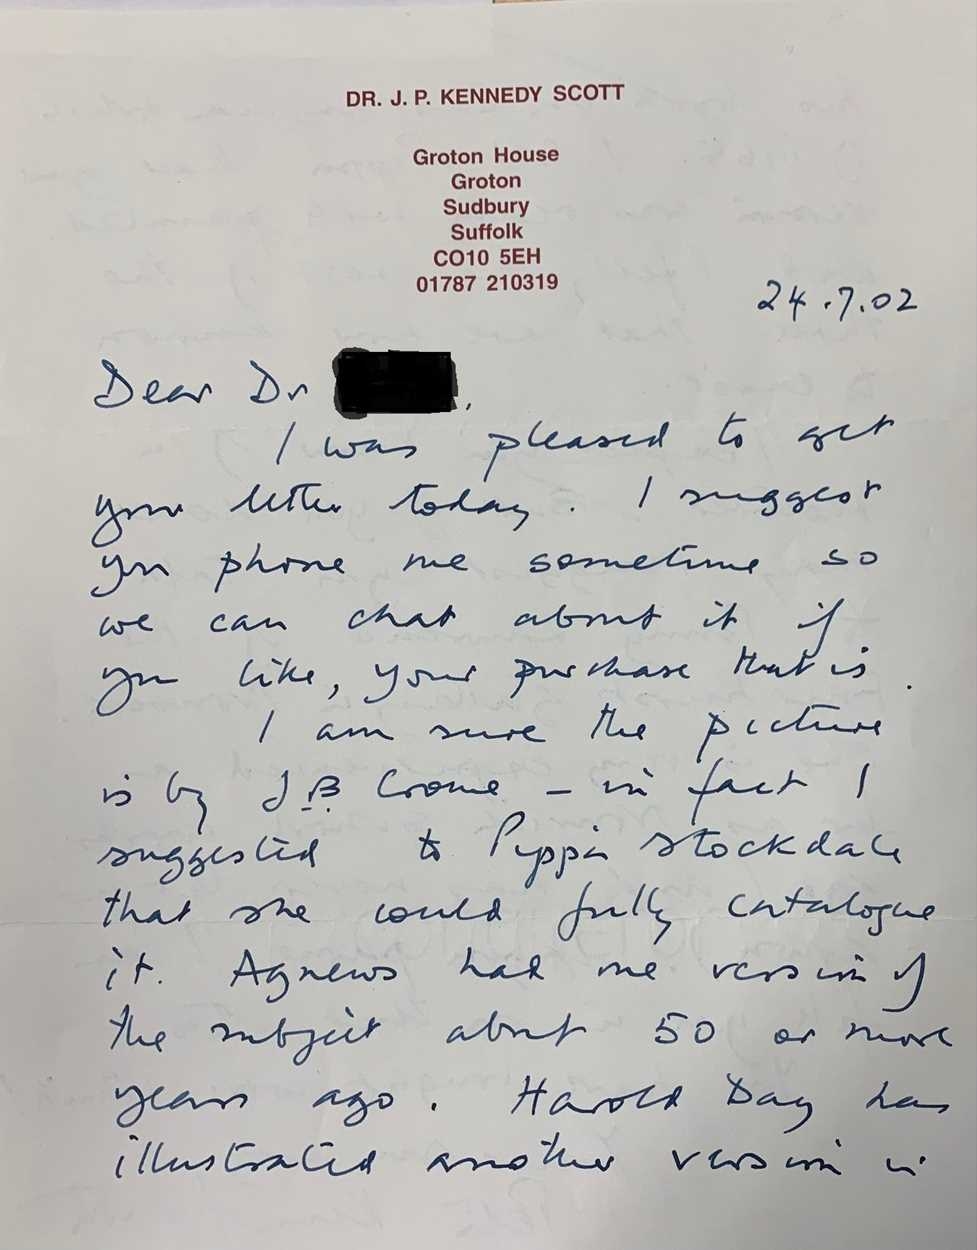 DR. J. P. KENNEDY SCOTT
Groton House
Groton
Sudbury
Suffolk
CO10 5EH
01787 210319
24.7.02
Dear Dr
I was pleased to get
your letter today. I suggest
you phone me sometime so
we can chat about it if
you like, your purchase that is.
I am sure the picture
is by J B Crome – in fact I
suggested to Pippa Stockdale
that she could fully catalogue
it. Agnews had one version of
the subject about 50 or more
years ago. Harold Day has
illustrated another version in